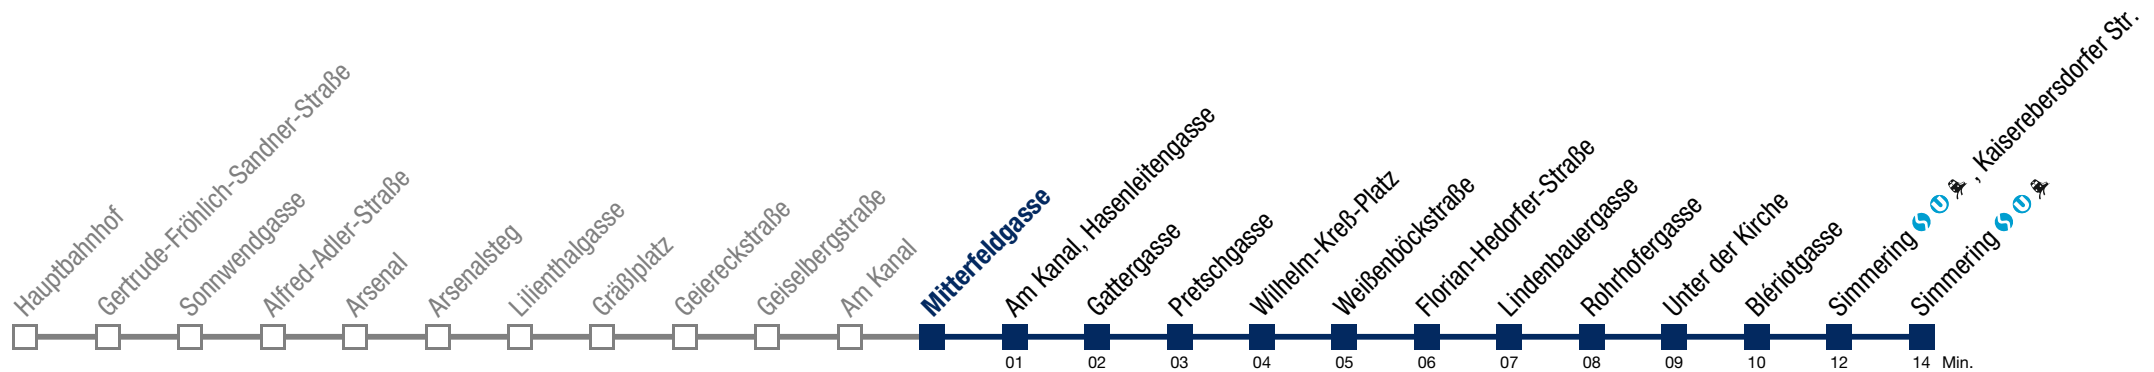 Hauptbahnhof
Gertrude-Fröhlich-Sandner-Straße
Sonnwendgasse
Alfred-Adler-Straße
Arsenal
Arsenalsteg
Lilienthalgasse
Gräßlplatz
Geiereckstraße
Geiselbergstraße
Am Kanal
Mitterfeldgasse
Am Kanal, Hasenleitengasse
Gattergasse
Pretschgasse
Wilhelm-Kreß-Platz
Weißenböckstraße
Florian-Hedorfer-Straße
Lindenbauergasse
Rohrhofergasse
Unter der Kirche
Blériotgasse
Simmering S U , Kaiserebersdorfer Str.
Simmering S U
01 02 03 04 05 06 07 08 09 10 12 14 Min.